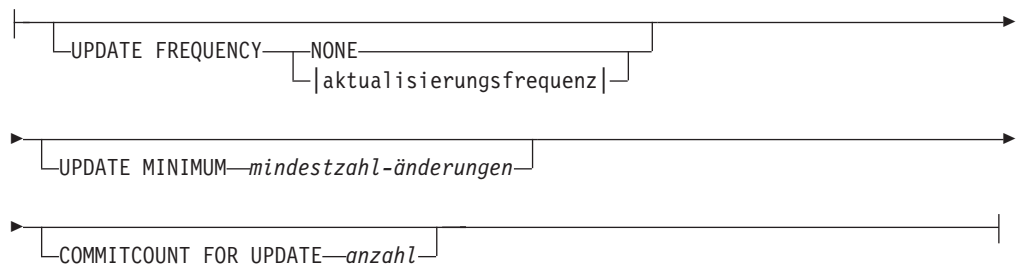 UPDATE FREQUENCY NONE
aktualisierungsfrequenz
UPDATE MINIMUM mindestzahl-änderungen
COMMITCOUNT FOR UPDATE anzahl